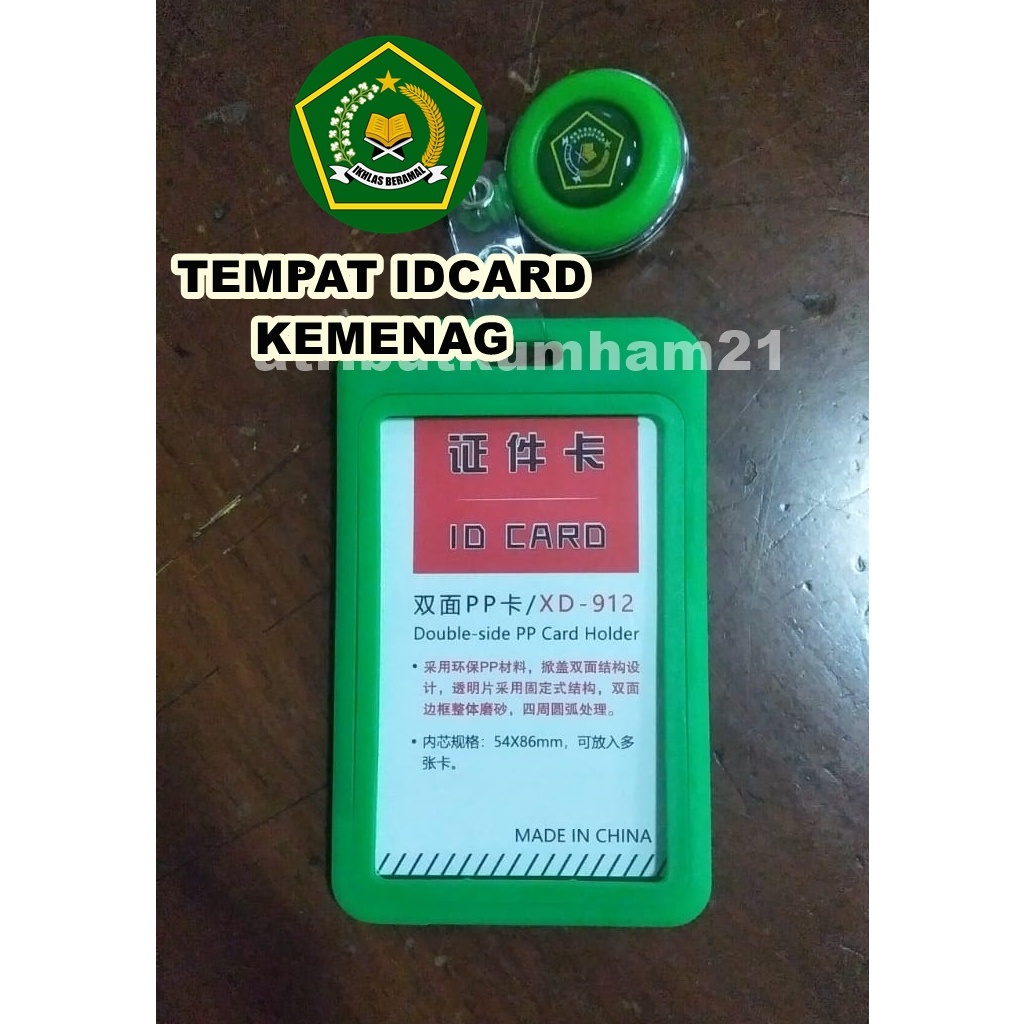 IKHLAS BERAMAL
TEMPAT IDCARD
KEMENAG
atributkumham21
证件卡
ID CARD
双面PP卡/XD-912
Double-side PP Card Holder
• 采用环保PP材料，掀盖双面结构设
计，透明片采用固定式结构，双面
边框整体磨砂，四周圆弧处理。
• 内芯规格：54X86mm，可放入多
张卡。
MADE IN CHINA